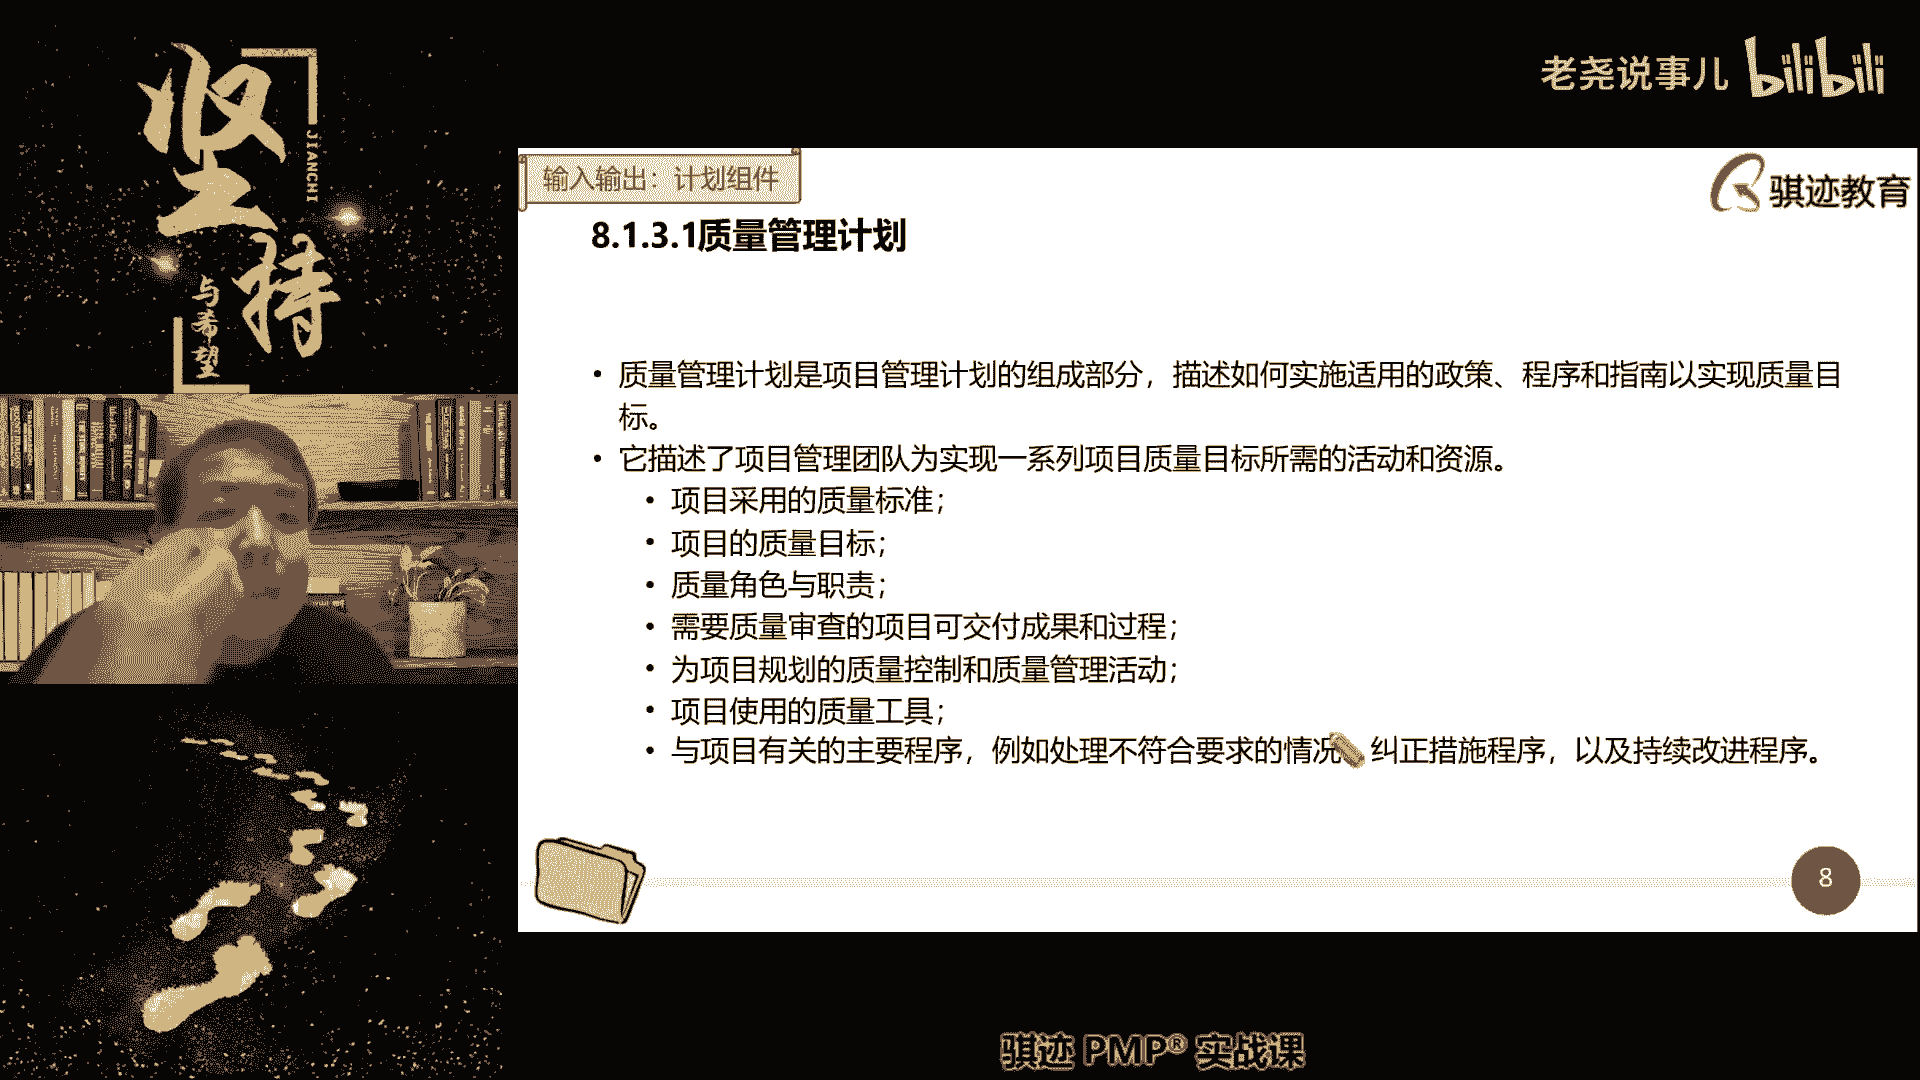 坚持
JIANCHI
与希望
老尧说事儿 bilibili
输入输出：计划组件
骐迹教育
8.1.3.1质量管理计划
• 质量管理计划是项目管理计划的组成部分，描述如何实施适用的政策、程序和指南以实现质量目
标。
• 它描述了项目管理团队为实现一系列项目质量目标所需的活动和资源。
• 项目采用的质量标准；
• 项目的质量目标；
• 质量角色与职责；
• 需要质量审查的项目可交付成果和过程；
• 为项目规划的质量控制和质量管理活动；
• 项目使用的质量工具；
• 与项目有关的主要程序，例如处理不符合要求的情况 纠正措施程序，以及持续改进程序。
8
骐迹 PMP® 实战课